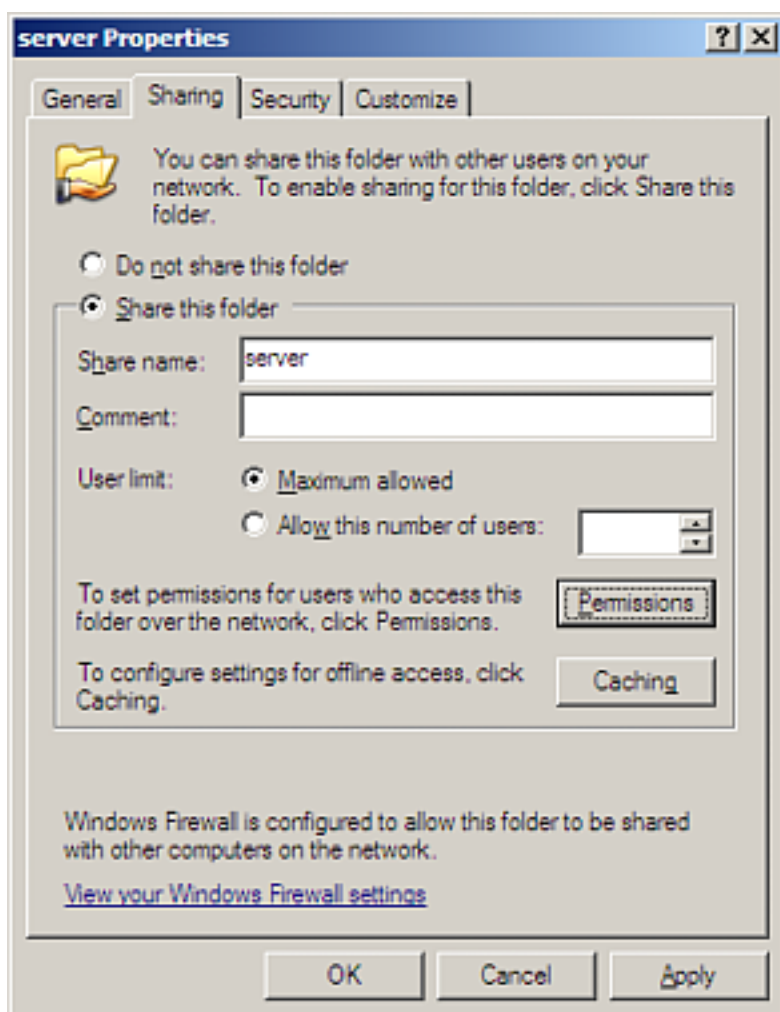 server Properties
General Sharing Security Customize
You can share this folder with other users on your
network. To enable sharing for this folder, click Share this
folder.
Do not share this folder
Share this folder
Share name: server
Comment:
User limit: Maximum allowed
Allow this number of users:
To set permissions for users who access this
folder over the network, click Permissions.
Permissions
To configure settings for offline access, click
Caching.
Caching
Windows Firewall is configured to allow this folder to be shared
with other computers on the network.
View your Windows Firewall settings
OK Cancel Apply